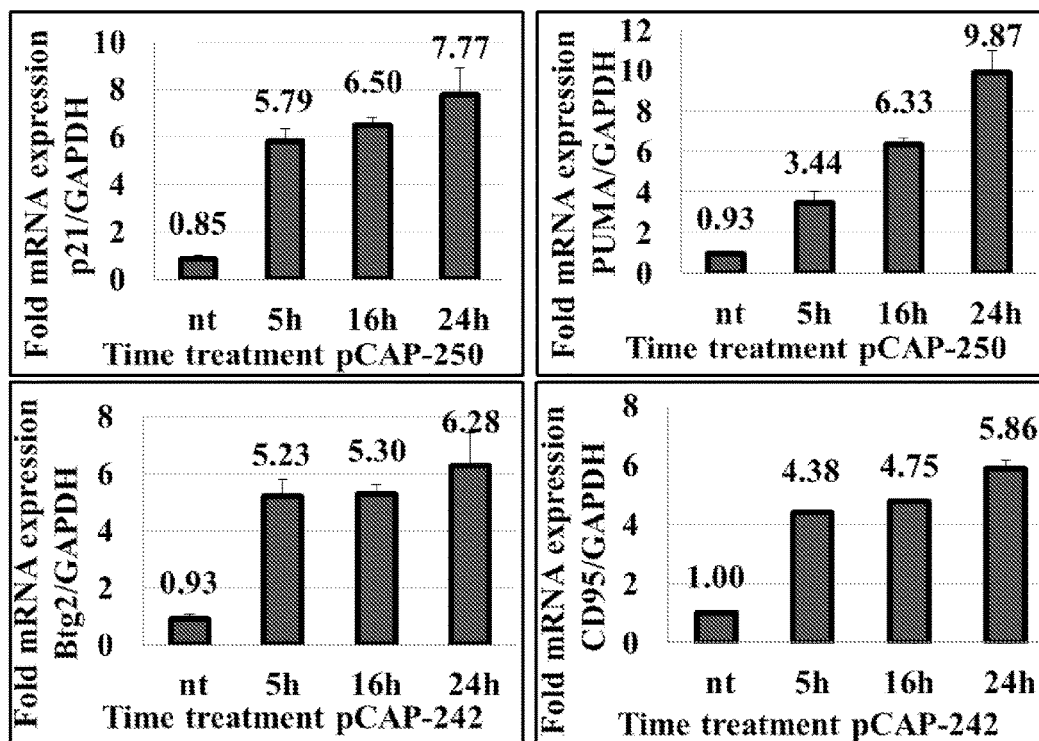 Fold mRNA expression
p21/GAPDH
10
8
6
4
2
0
0.85
5.79
6.50
7.77
nt 5h 16h 24h
Time treatment pCAP-250
Fold mRNA expression
PUMA/GAPDH
12
10
8
6
4
2
0
0.93
3.44
6.33
9.87
nt 5h 16h 24h
Time treatment pCAP-250
Fold mRNA expression
Btg2/GAPDH
8
6
4
2
0
0.93
5.23
5.30
6.28
nt 5h 16h 24h
Time treatment pCAP-242
Fold mRNA expression
CD95/GAPDH
8
6
4
2
0
1.00
4.38
4.75
5.86
nt 5h 16h 24h
Time treatment pCAP-242